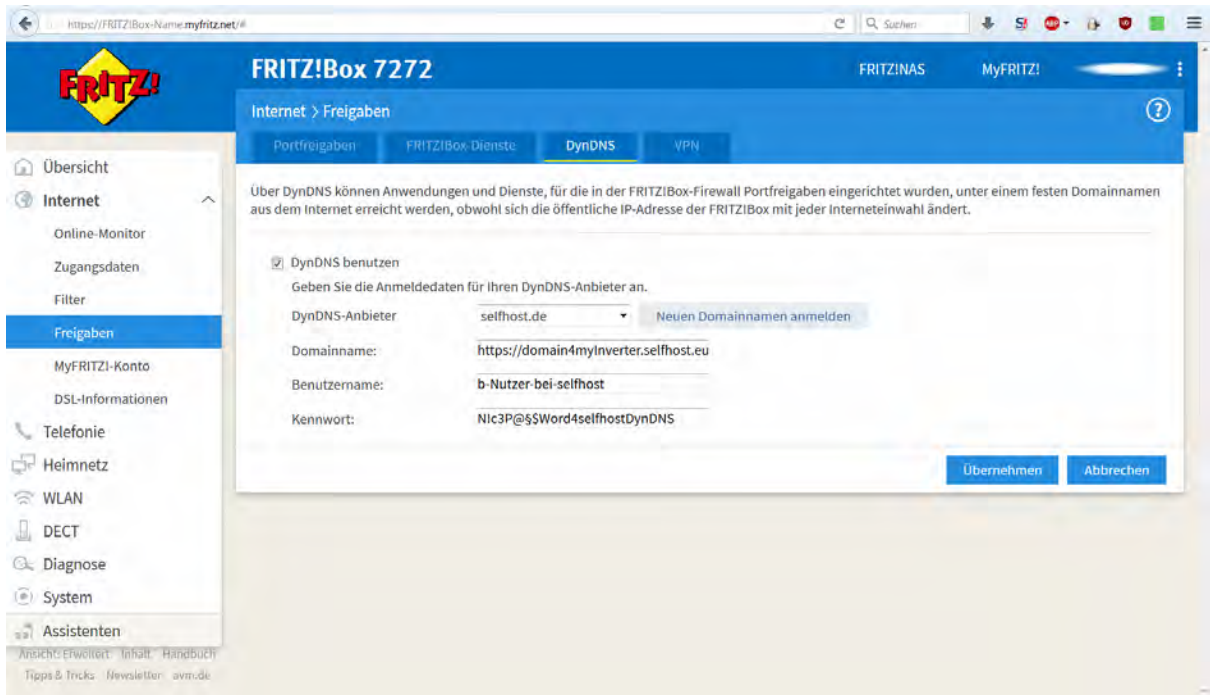 https://FRITZ!Box-Name.myfritz.net/#
Suchen
FRITZ!
FRITZ!Box 7272
FRITZ!NAS
MyFRITZ!
Internet > Freigaben
Portfreigaben
FRITZ!Box-Dienste
DynDNS
VPN
Übersicht
Internet
Online-Monitor
Zugangsdaten
Filter
Freigaben
MyFRITZ!-Konto
DSL-Informationen
Telefonie
Heimnetz
WLAN
DECT
Diagnose
System
Assistenten
Ansicht: Erweitert Inhalt Handbuch
Tipps & Tricks Newsletter avm.de
Über DynDNS können Anwendungen und Dienste, für die in der FRITZ!Box-Firewall Portfreigaben eingerichtet wurden, unter einem festen Domainnamen
aus dem Internet erreicht werden, obwohl sich die öffentliche IP-Adresse der FRITZ!Box mit jeder Interneteinwahl ändert.
DynDNS benutzen
Geben Sie die Anmeldedaten für Ihren DynDNS-Anbieter an.
DynDNS-Anbieter selfhost.de Neuen Domainnamen anmelden
Domainname: https://domain4myInverter.selfhost.eu
Benutzername: b-Nutzer-bei-selfhost
Kennwort: NIc3P@§$Word4selfhostDynDNS
Übernehmen
Abbrechen